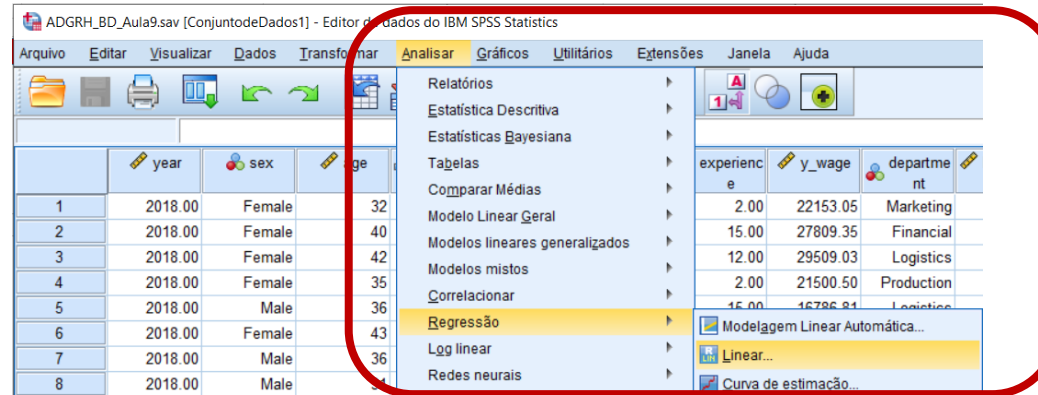 ADGRH_BD_Aula9.sav [ConjuntodeDados1] - Editor de dados do IBM SPSS Statistics
Arquivo Editar Visualizar Dados Transformar Analisar Gráficos Utilitários Extensões Janela Ajuda
Relatórios
Estatística Descritiva
Estatísticas Bayesiana
Tabelas
Comparar Médias
Modelo Linear Geral
Modelos lineares generalizados
Modelos mistos
Correlacionar
Regressão
Log linear
Redes neurais
Modelagem Linear Automática...
Linear...
Curva de estimação...
year sex age experience y_wage department
1 2018.00 Female 32 2.00 22153.05 Marketing
2 2018.00 Female 40 15.00 27809.35 Financial
3 2018.00 Female 42 12.00 29509.03 Logistics
4 2018.00 Female 35 2.00 21500.50 Production
5 2018.00 Male 36 15.00 16786.81 Logistics
6 2018.00 Female 43
7 2018.00 Male 36
8 2018.00 Male